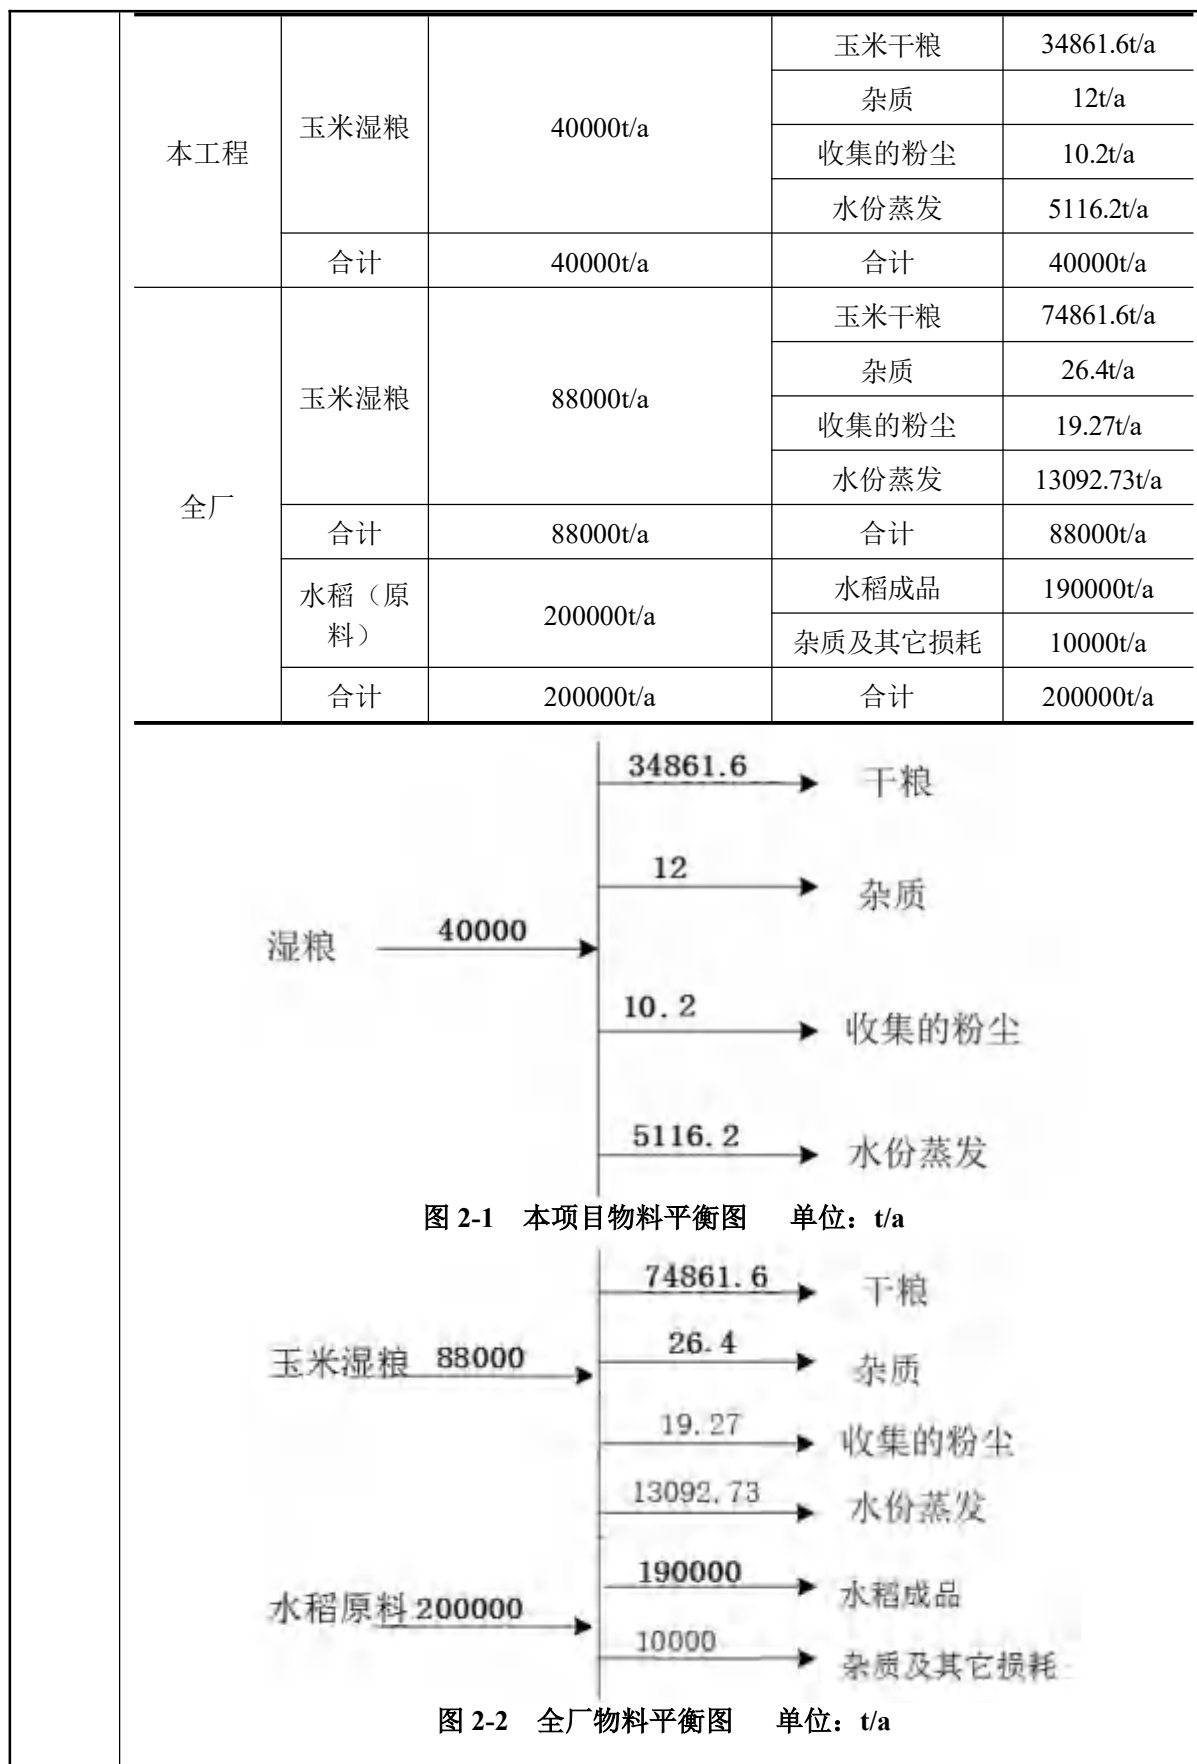 本工程 玉米湿粮 40000t/a 玉米干粮 34861.6t/a
杂质 12t/a
收集的粉尘 10.2t/a
水份蒸发 5116.2t/a
合计 40000t/a 合计 40000t/a
全厂 玉米湿粮 88000t/a 玉米干粮 74861.6t/a
杂质 26.4t/a
收集的粉尘 19.27t/a
水份蒸发 13092.73t/a
合计 88000t/a 合计 88000t/a
水稻（原
料） 200000t/a 水稻成品 190000t/a
杂质及其它损耗 10000t/a
合计 200000t/a 合计 200000t/a
34861.6 干粮
12 杂质
湿粮 40000
10.2 收集的粉尘
5116.2 水份蒸发
图 2-1 本项目物料平衡图 单位：t/a
74861.6 干粮
玉米湿粮 88000
26.4 杂质
19.27 收集的粉尘
13092.73 水份蒸发
190000 水稻成品
水稻原料 200000
10000 杂质及其它损耗
图 2-2 全厂物料平衡图 单位：t/a